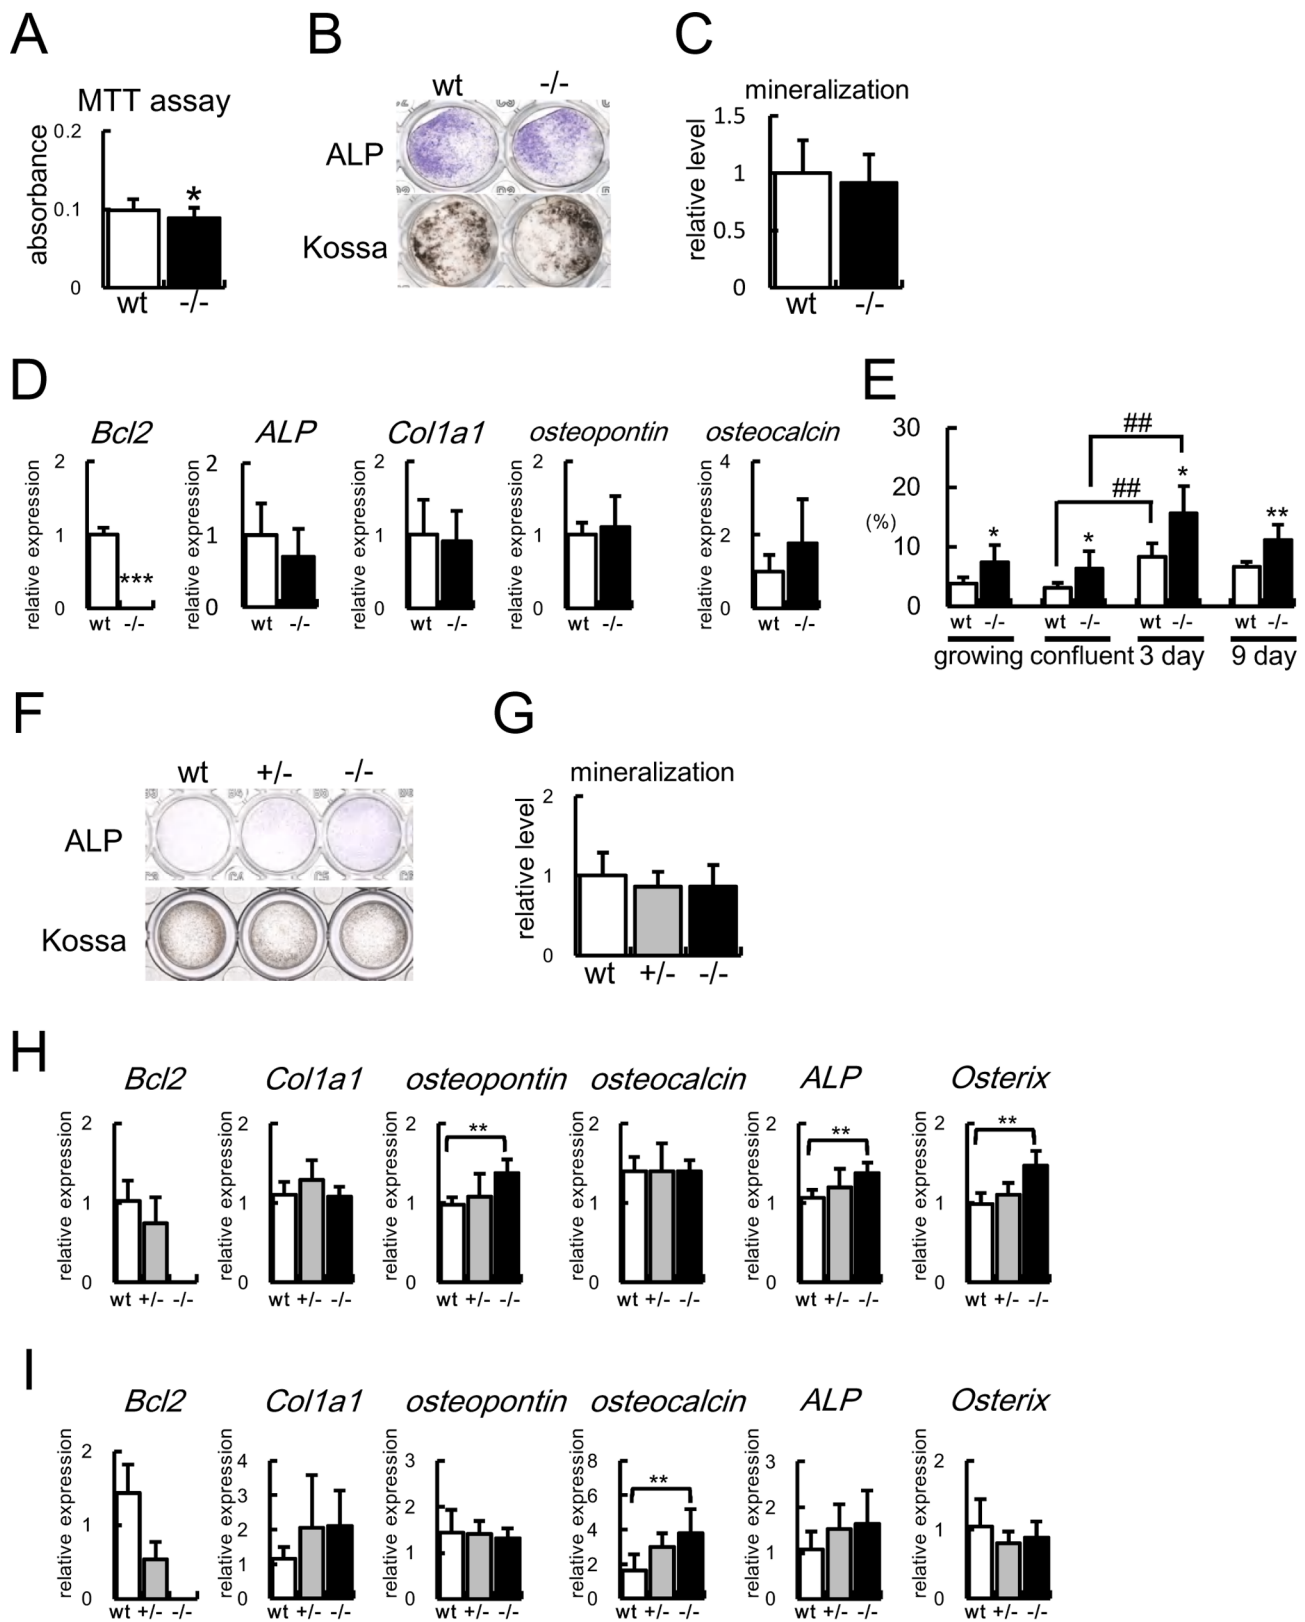 A
B
C
MTT assay
absorbance
0.2
0.1
0
*
wt -/-
wt -/-
ALP
Kossa
mineralization
relative level
1.5
1
0.5
0
wt -/-
D
E
Bcl2
relative expression
2
1
0
***
wt -/-
ALP
relative expression
2
1
0
wt -/-
Col1a1
relative expression
2
1
0
wt -/-
osteopontin
relative expression
2
1
0
wt -/-
osteocalcin
relative expression
4
2
0
wt -/-
30
20
(%)
10
0
##
##
* * * **
wt -/- wt -/- wt -/- wt -/-
growing confluent 3 day 9 day
F
G
wt +/- -/-
ALP
Kossa
mineralization
relative level
2
1
0
wt +/- -/-
H
Bcl2
relative expression
2
1
0
wt +/- -/-
Col1a1
relative expression
2
1
0
wt +/- -/-
osteopontin
relative expression
2
1
0
**
wt +/- -/-
osteocalcin
relative expression
2
1
0
wt +/- -/-
ALP
relative expression
2
1
0
**
wt +/- -/-
Osterix
relative expression
2
1
0
**
wt +/- -/-
I
Bcl2
relative expression
2
1
0
wt +/- -/-
Col1a1
relative expression
4
3
2
1
0
wt +/- -/-
osteopontin
relative expression
3
2
1
0
wt +/- -/-
osteocalcin
relative expression
8
6
4
2
0
**
wt +/- -/-
ALP
relative expression
3
2
1
0
wt +/- -/-
Osterix
relative expression
2
1
0
wt +/- -/-